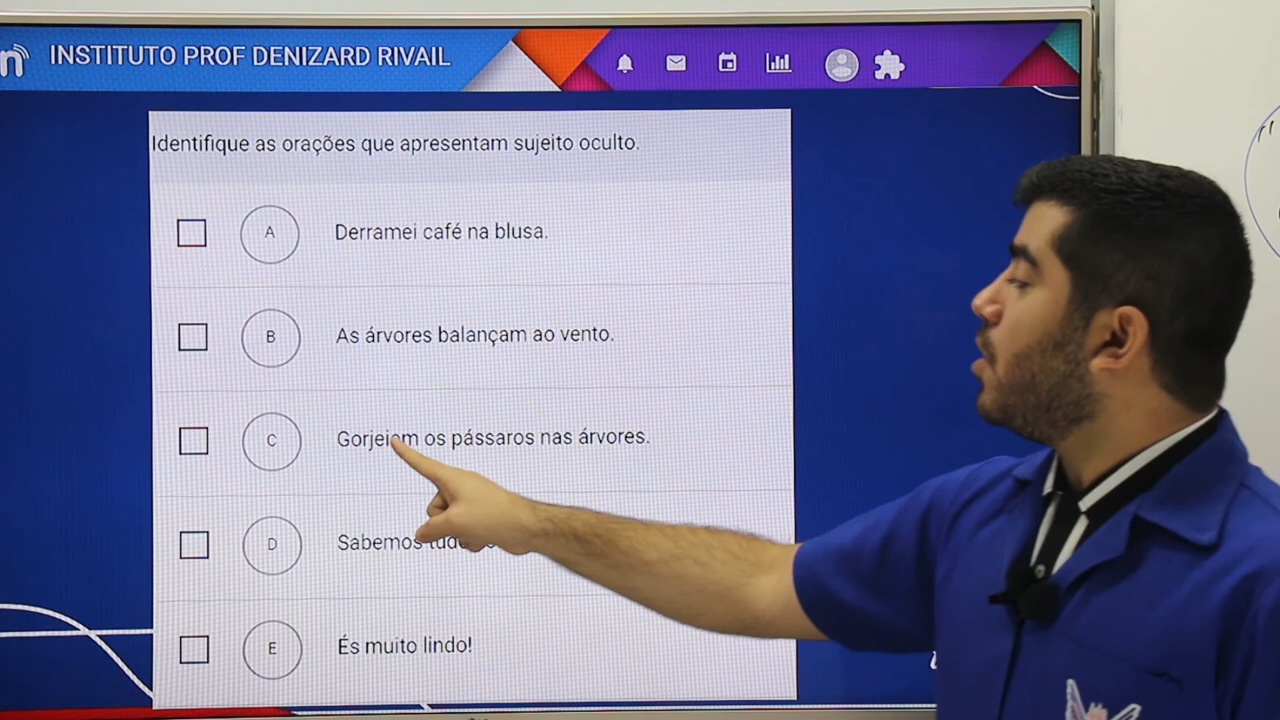 INSTITUTO PROF DENIZARD RIVAIL
Identifique as orações que apresentam sujeito oculto.
A Derramei café na blusa.
B As árvores balançam ao vento.
C Gorjeiam os pássaros nas árvores.
D Sabemos
E És muito lindo!